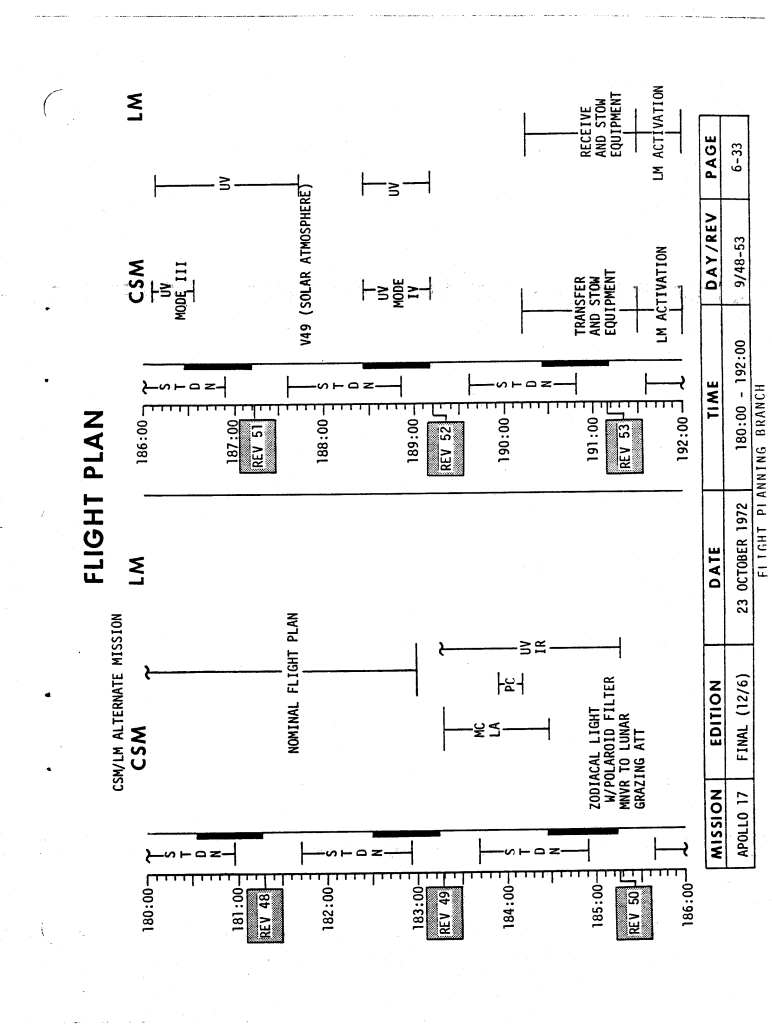 FLIGHT PLAN
CSM/LM ALTERNATE MISSION
CSM
LM
180:00
STDN
REV 48
181:00
NOMINAL FLIGHT PLAN
182:00
STDN
REV 49
183:00
MC
LA
PC
UV
IR
184:00
STDN
185:00
REV 50
ZODIACAL LIGHT
W/POLAROID FILTER
MNVR TO LUNAR
GRAZING ATT
186:00
CSM
LM
186:00
STDN
UV
MODE III
UV
187:00
REV 51
V49 (SOLAR ATMOSPHERE)
188:00
STDN
UV
MODE
IV
UV
189:00
REV 52
190:00
STDN
TRANSFER
AND STOW
EQUIPMENT
RECEIVE
AND STOW
EQUIPMENT
191:00
REV 53
LM ACTIVATION
LM ACTIVATION
192:00
MISSION EDITION DATE TIME DAY/REV PAGE
APOLLO 17 FINAL (12/6) 23 OCTOBER 1972 180:00 - 192:00 9/48-53 6-33
FLIGHT PLANNING BRANCH